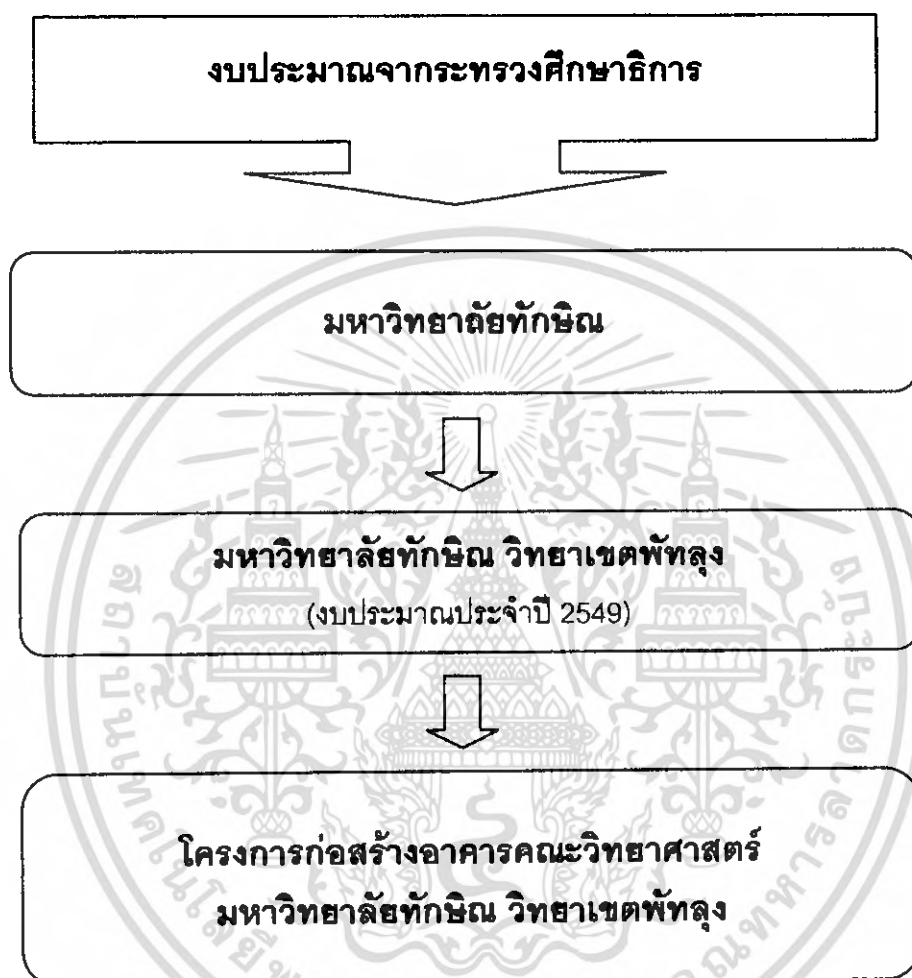 งบประมาณจากระทรวงศึกษาธิการ
มหาวิทยาลัยทักษิณ
มหาวิทยาลัยทักษิณ วิทยาเขตพัทลุง
(งบประมาณประจำปี 2549)
โครงการก่อสร้างอาคารคณะวิทยาศาสตร์
มหาวิทยาลัยทักษิณ วิทยาเขตพัทลุง